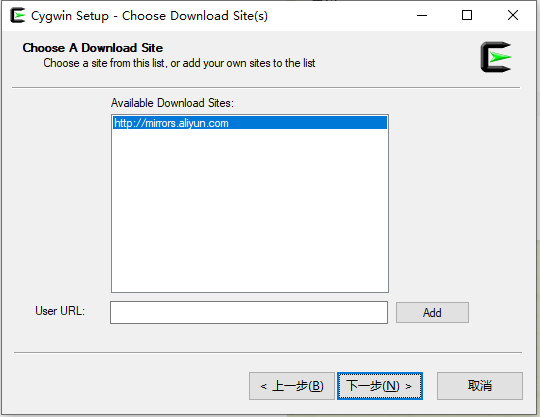 Cygwin Setup - Choose Download Site(s)
Choose A Download Site
Choose a site from this list, or add your own sites to the list
Available Download Sites:
http://mirrors.aliyun.com
User URL:
Add
< 上一步(B)
下一步(N) >
取消